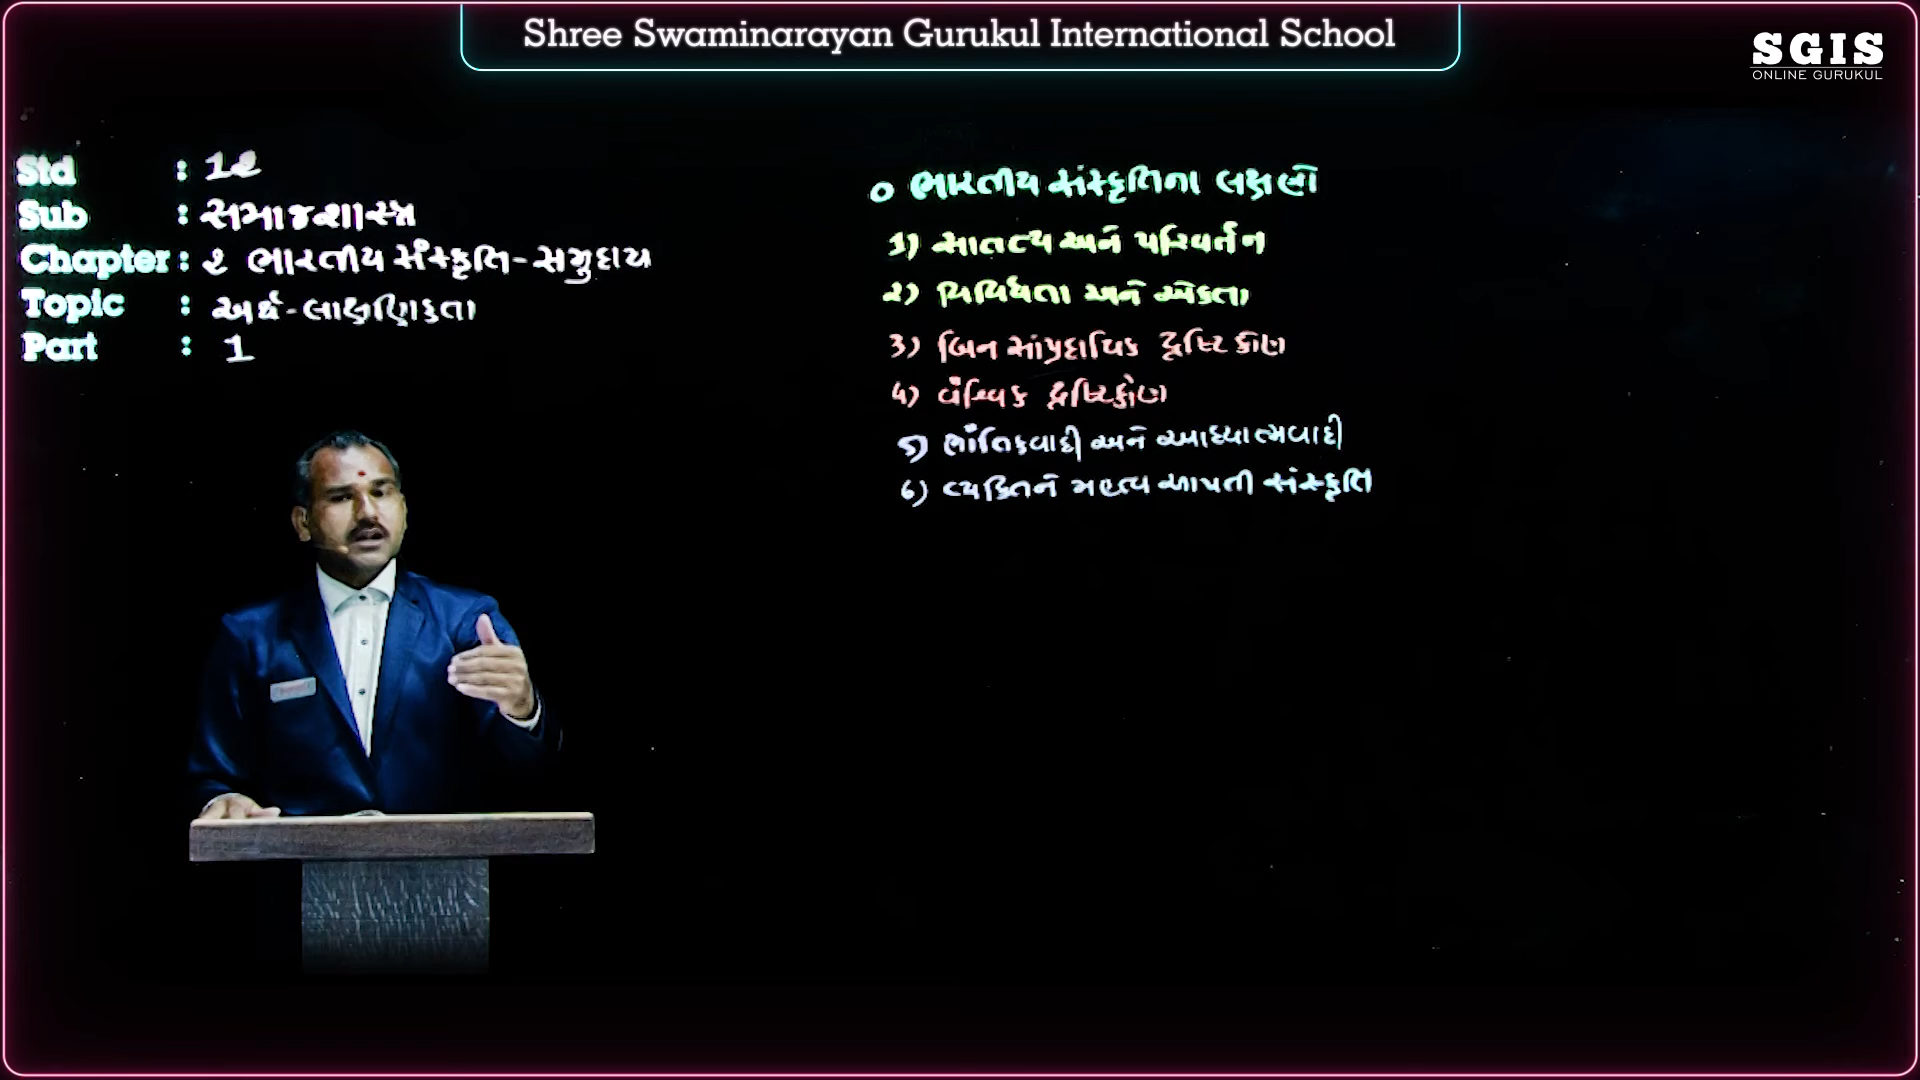 Shree Swaminarayan Gurukul International School
SGIS
ONLINE GURUKUL
Std : 12
Sub : સમાજશાસ્ત્ર
Chapter : ૨ ભારતીય સંસ્કૃતિ-સમુદાય
Topic : અર્થ-લાક્ષણિકતા
Part : 1
ભારતીય સંસ્કૃતિના લક્ષણો
1) સાતત્ય અને પરિવર્તન
2) વિવિધતા અને એકતા
3) બિન સાંપ્રદાયિક દ્રષ્ટિ કોણ
4) વૈશ્વિક દ્રષ્ટિકોણ
5) ભૌતિકવાદી અને આધ્યાત્મવાદી
6) વ્યક્તિને મહત્વ આપતી સંસ્કૃતિ